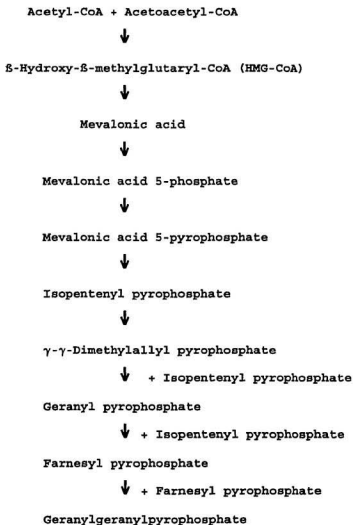 Acetyl-CoA + Acetoacetyl-CoA
ß-Hydroxy-ß-methylglutaryl-CoA (HMG-CoA)
Mevalonic acid
Mevalonic acid 5-phosphate
Mevalonic acid 5-pyrophosphate
Isopentenyl pyrophosphate
γ-γ-Dimethylallyl pyrophosphate
+ Isopentenyl pyrophosphate
Geranyl pyrophosphate
+ Isopentenyl pyrophosphate
Farnesyl pyrophosphate
+ Farnesyl pyrophosphate
Geranylgeranylpyrophosphate